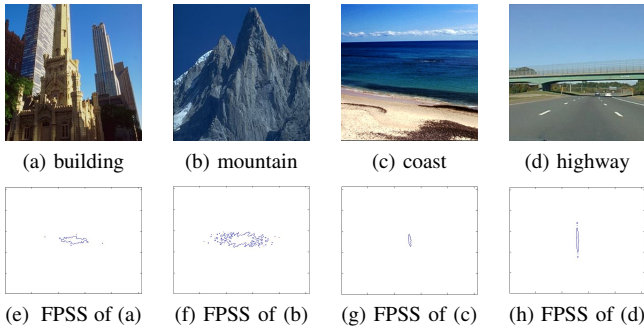 (a) building
(b) mountain
(c) coast
(d) highway
(e) FPSS of (a)
(f) FPSS of (b)
(g) FPSS of (c)
(h) FPSS of (d)